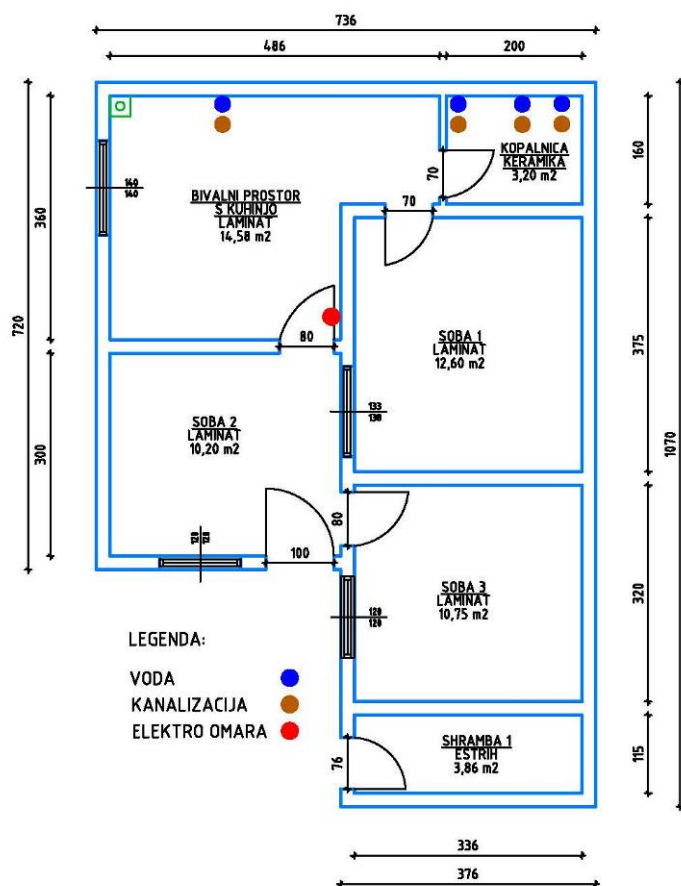 736
486
200
KOPALNICA
KERAMIKA
3,20 m2
160
70
140
140
BIVALNI PROSTOR
S KUHINJO
LAMINAT
14,58 m2
70
360
720
80
SOBA 1
LAMINAT
12,60 m2
375
1070
133
138
SOBA 2
LAMINAT
10,20 m2
300
80
120
120
100
120
120
SOBA 3
LAMINAT
10,75 m2
320
LEGENDA:
VODA
KANALIZACIJA
ELEKTRO OMARA
76
SHRAMBA 1
ESTRIH
3,86 m2
115
336
376